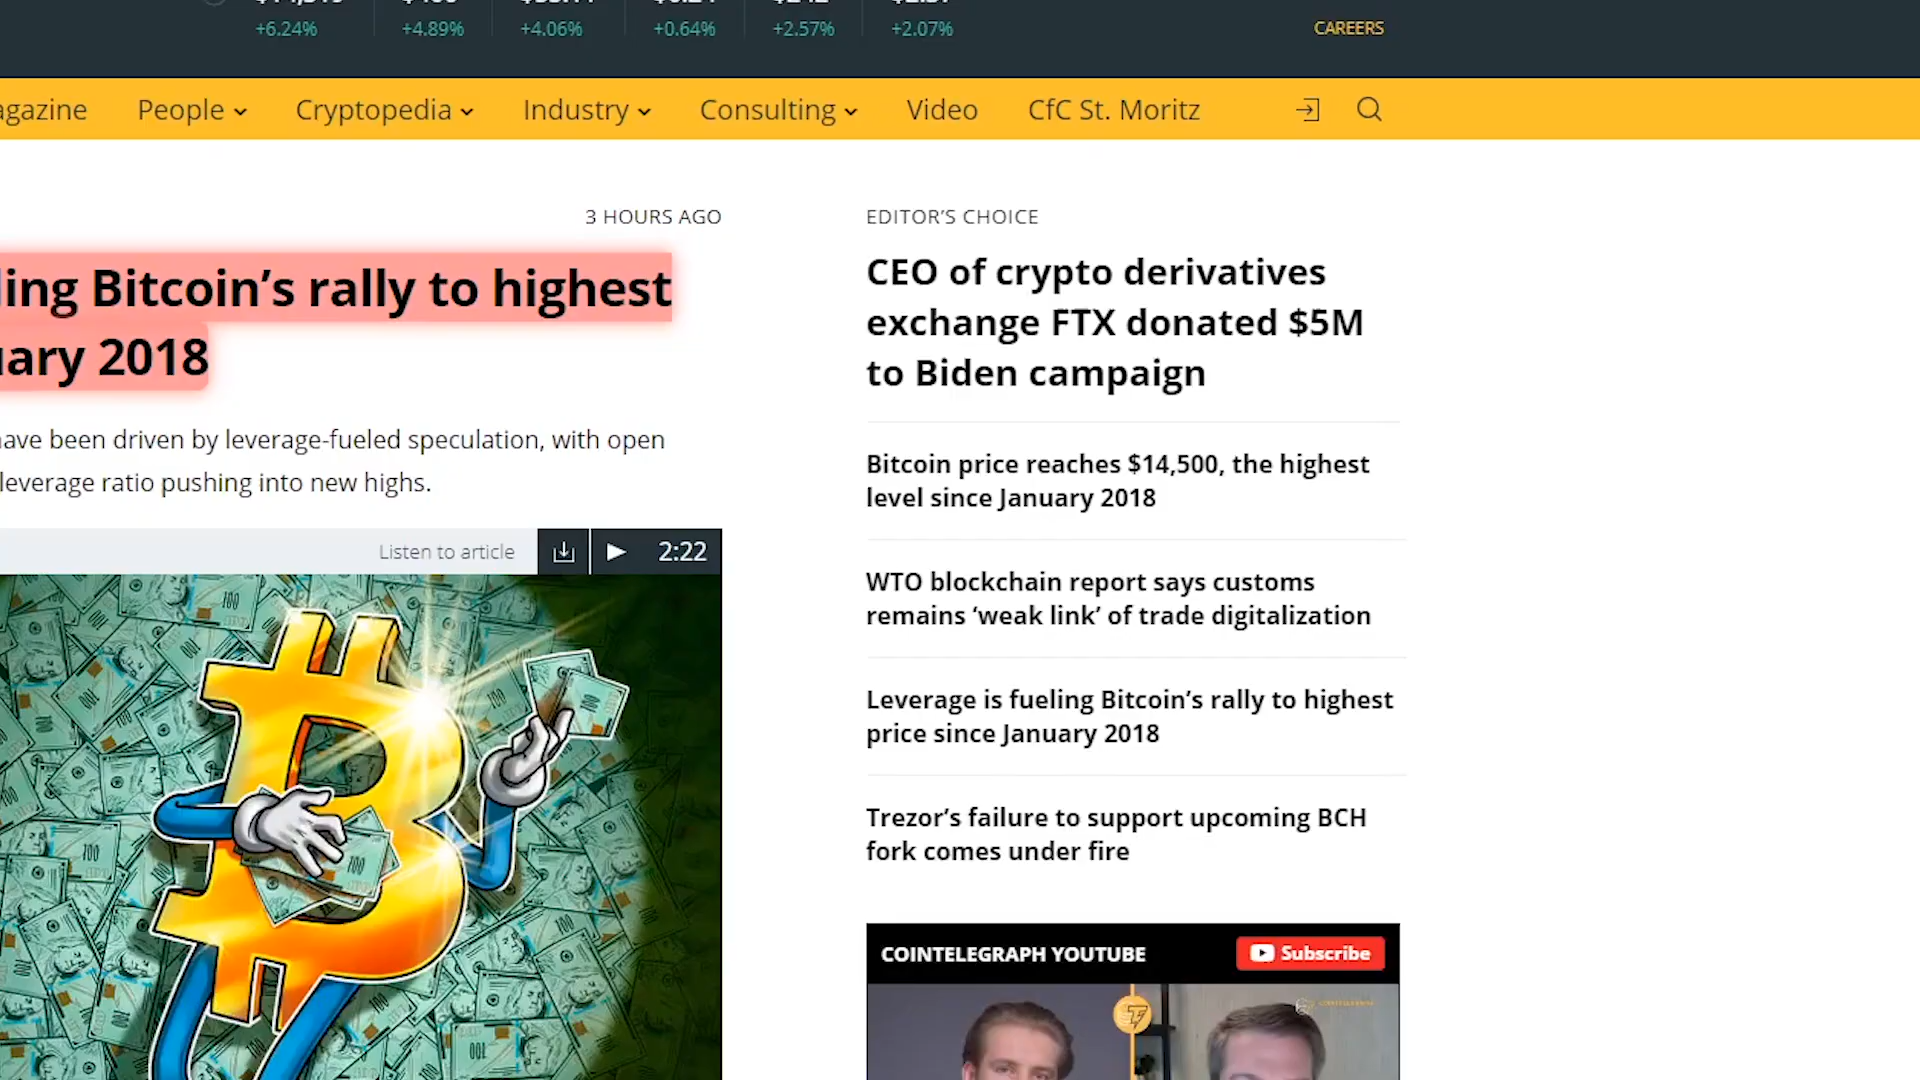 +6.24% +4.89% +4.06% +0.64% +2.57% +2.07% CAREERS
People Cryptopedia Industry Consulting Video CfC St. Moritz
3 HOURS AGO
Bitcoin’s rally to highest
2018
been driven by leverage-fueled speculation, with open
leverage ratio pushing into new highs.
Listen to article 2:22
EDITOR’S CHOICE
CEO of crypto derivatives
exchange FTX donated $5M
to Biden campaign
Bitcoin price reaches $14,500, the highest
level since January 2018
WTO blockchain report says customs
remains ‘weak link’ of trade digitalization
Leverage is fueling Bitcoin’s rally to highest
price since January 2018
Trezor’s failure to support upcoming BCH
fork comes under fire
COINTELEGRAPH YOUTUBE Subscribe
100
100
100
100